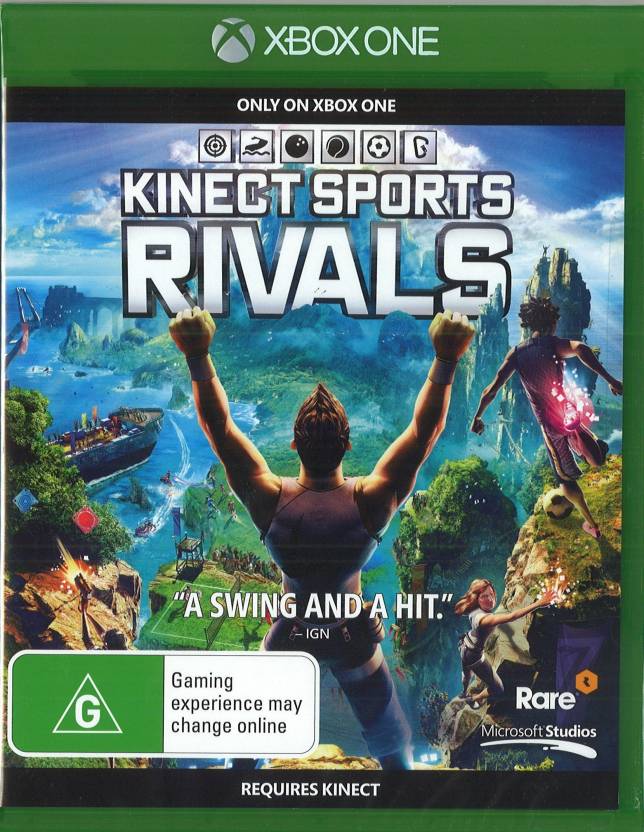 XBOX ONE
ONLY ON XBOX ONE
KINECT SPORTS
RIVALS
"A SWING AND A HIT."
– IGN
G
Gaming
experience may
change online
Rare
Microsoft Studios
REQUIRES KINECT